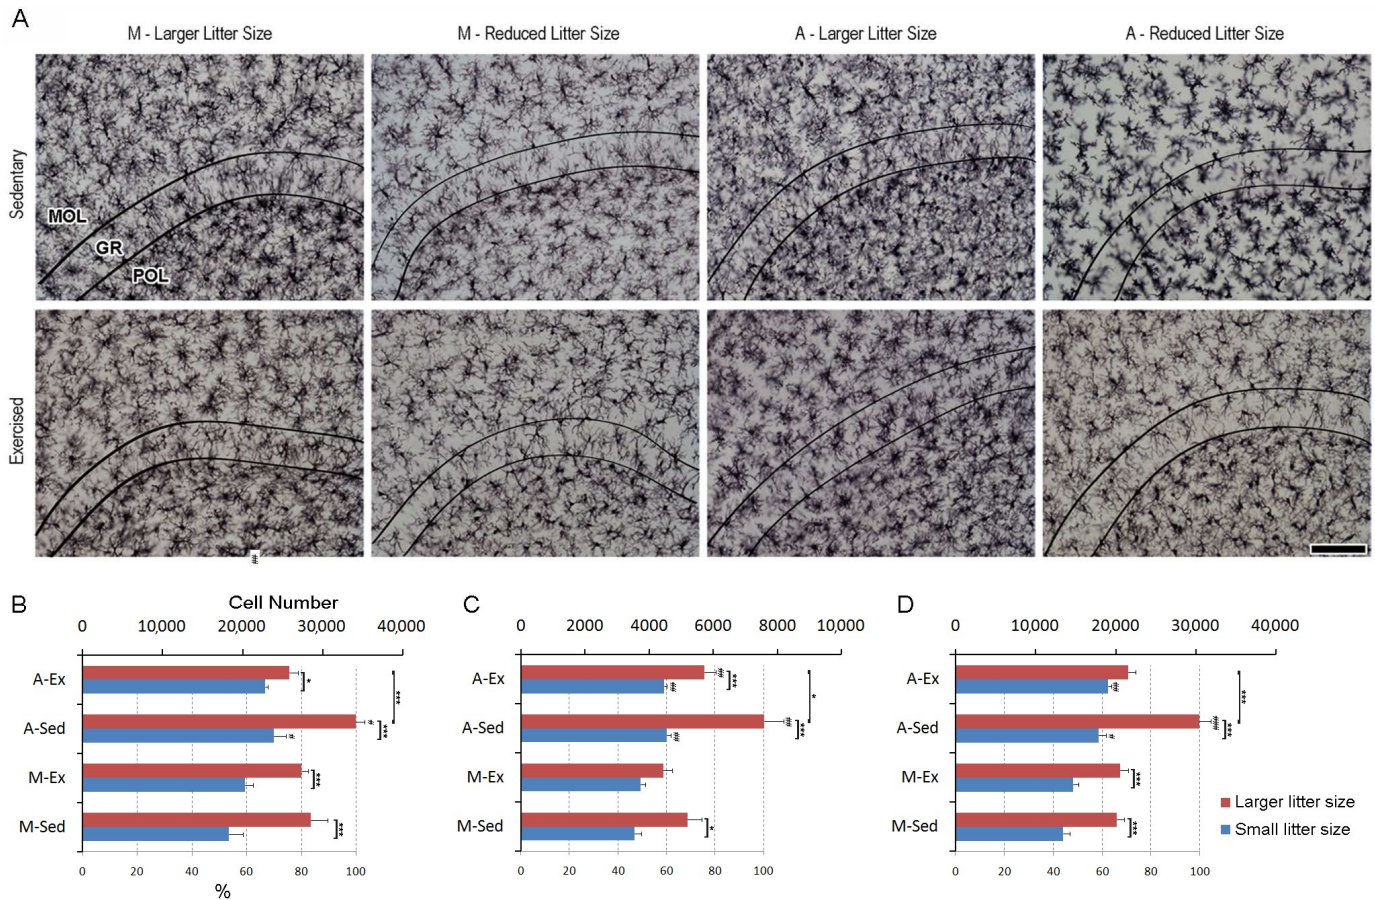 A
M - Larger Litter Size
M - Reduced Litter Size
A - Larger Litter Size
A - Reduced Litter Size
Sedentary
MOL
GR
POL
Exercised
##
B
Cell Number
0 10,000 20,000 30,000 40,000
A-Ex
*
***
A-Sed
#
***
#
M-Ex
***
M-Sed
***
0 20 40 60 80 100
%
C
0 2000 4000 6000 8000 10,000
A-Ex
##
***
##
*
A-Sed
##
***
##
M-Ex
M-Sed
*
0 20 40 60 80 100
D
0 10,000 20,000 30,000 40,000
A-Ex
##
***
A-Sed
***
#
M-Ex
***
M-Sed
***
0 20 40 60 80 100
Larger litter size
Small litter size